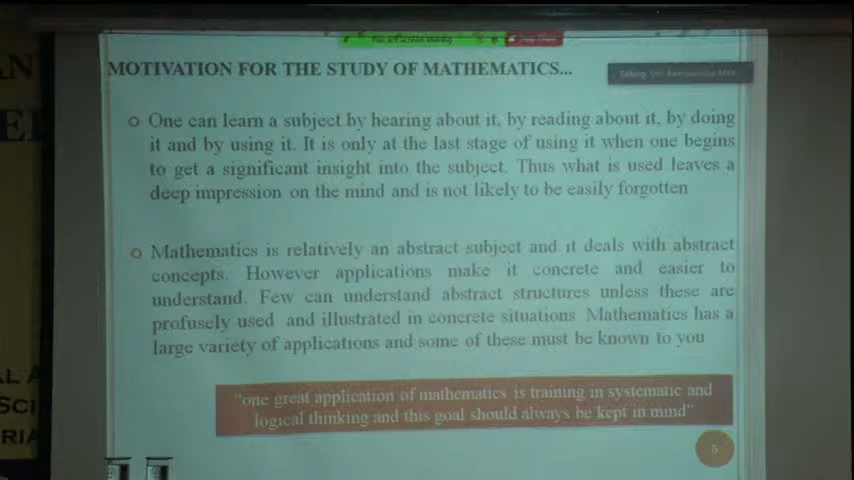 MOTIVATION FOR THE STUDY OF MATHEMATICS...
One can learn a subject by hearing about it, by reading about it, by doing
it and by using it. It is only at the last stage of using it when one begins
to get a significant insight into the subject. Thus what is used leaves a
deep impression on the mind and is not likely to be easily forgotten
Mathematics is relatively an abstract subject and it deals with abstract
concepts. However applications make it concrete and easier to
understand. Few can understand abstract structures unless these are
profusely used and illustrated in concrete situations Mathematics has a
large variety of applications and some of these must be known to you
"one great application of mathematics is training in systematic and
logical thinking and this goal should always be kept in mind"
5